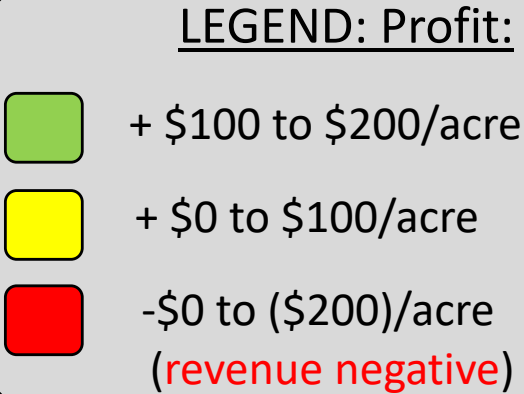 LEGEND: Profit:
+ $100 to $200/acre
+ $0 to $100/acre
-$0 to ($200)/acre
(revenue negative)